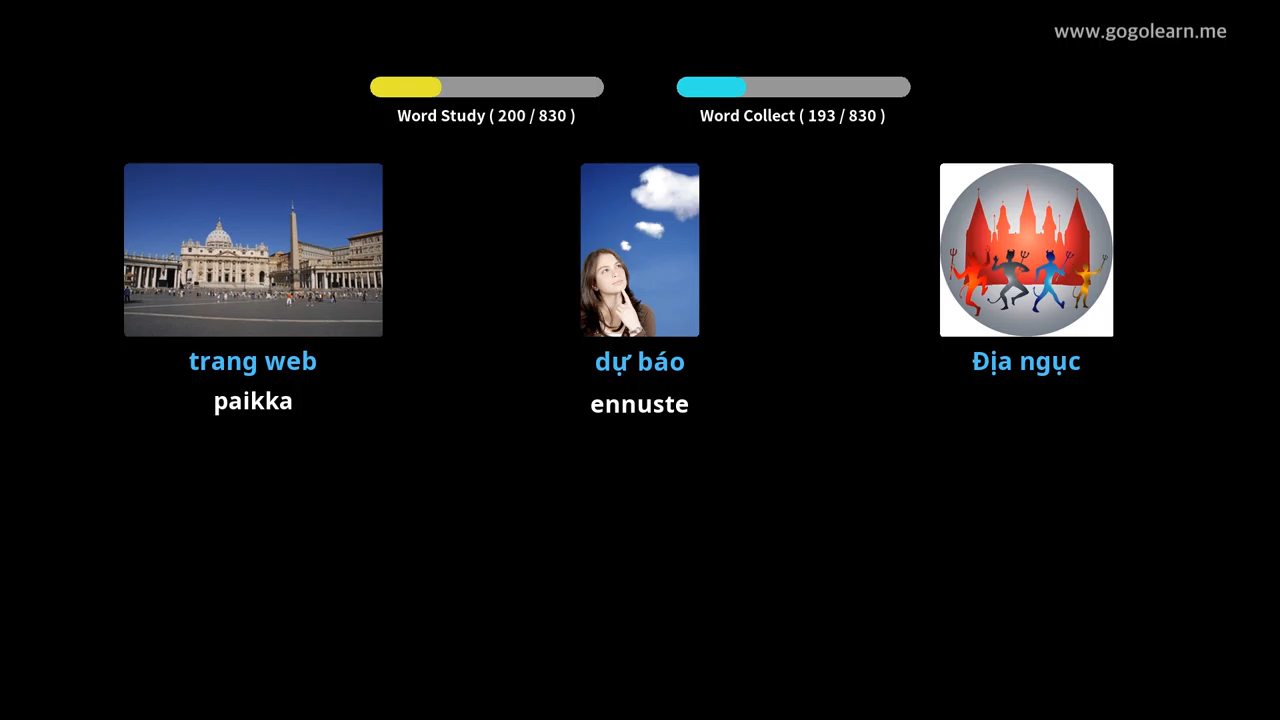 www.gogolearn.me
Word Study ( 200 / 830 )
Word Collect ( 193 / 830 )
trang web
dự báo
Địa ngục
paikka
ennuste